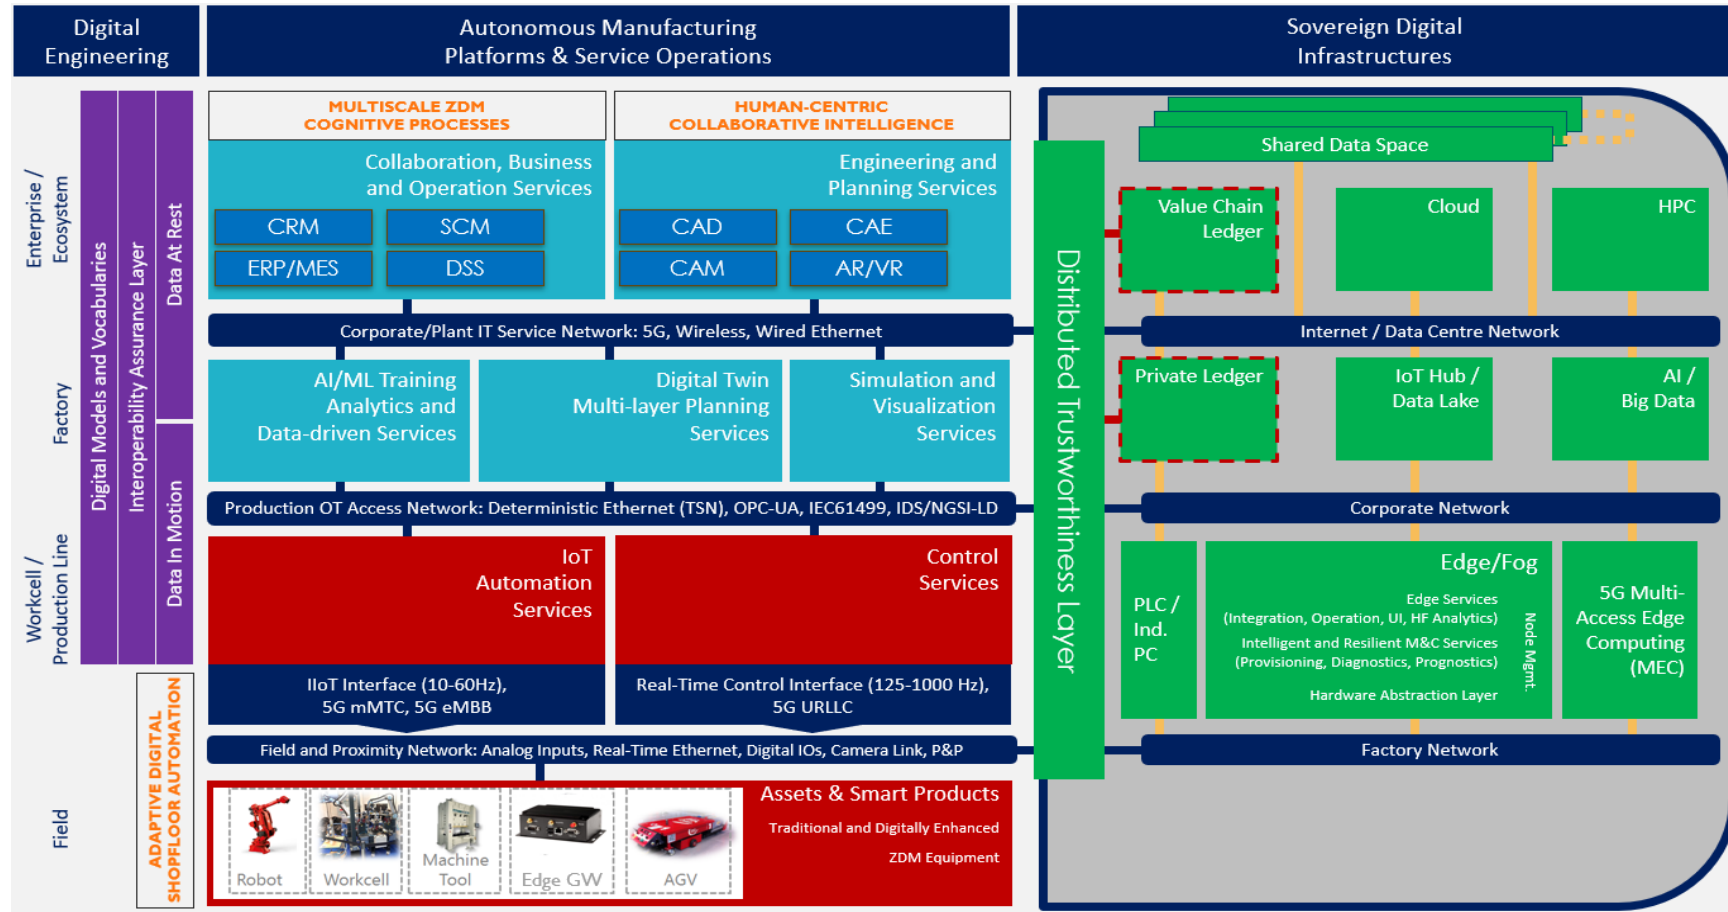 Digital
Engineering
Autonomous Manufacturing
Platforms & Service Operations
Sovereign Digital
Infrastructures
Enterprise /
Ecosystem
Factory
Workcell /
Production Line
Field
Digital Models and Vocabularies
Interoperability Assurance Layer
Data At Rest
Data In Motion
ADAPTIVE DIGITAL
SHOPFLOOR AUTOMATION
MULTISCALE ZDM
COGNITIVE PROCESSES
HUMAN-CENTRIC
COLLABORATIVE INTELLIGENCE
Collaboration, Business
and Operation Services
CRM
SCM
ERP/MES
DSS
Engineering and
Planning Services
CAD
CAE
CAM
AR/VR
Corporate/Plant IT Service Network: 5G, Wireless, Wired Ethernet
AI/ML Training
Analytics and
Data-driven Services
Digital Twin
Multi-layer Planning
Services
Simulation and
Visualization
Services
Production OT Access Network: Deterministic Ethernet (TSN), OPC-UA, IEC61499, IDS/NGSI-LD
IoT
Automation
Services
Control
Services
IIoT Interface (10-60Hz),
5G mMTC, 5G eMBB
Real-Time Control Interface (125-1000 Hz),
5G URLLC
Field and Proximity Network: Analog Inputs, Real-Time Ethernet, Digital IOs, Camera Link, P&P
Robot
Workcell
Machine
Tool
Edge GW
AGV
Assets & Smart Products
Traditional and Digitally Enhanced
ZDM Equipment
Distributed Trustworthiness Layer
Shared Data Space
Value Chain
Ledger
Cloud
HPC
Internet / Data Centre Network
Private Ledger
IoT Hub /
Data Lake
AI /
Big Data
Corporate Network
PLC /
Ind.
PC
Edge/Fog
Edge Services
(Integration, Operation, UI, HF Analytics)
Intelligent and Resilient M&C Services
(Provisioning, Diagnostics, Prognostics)
Hardware Abstraction Layer
Node Mgmt.
5G Multi-
Access Edge
Computing
(MEC)
Factory Network